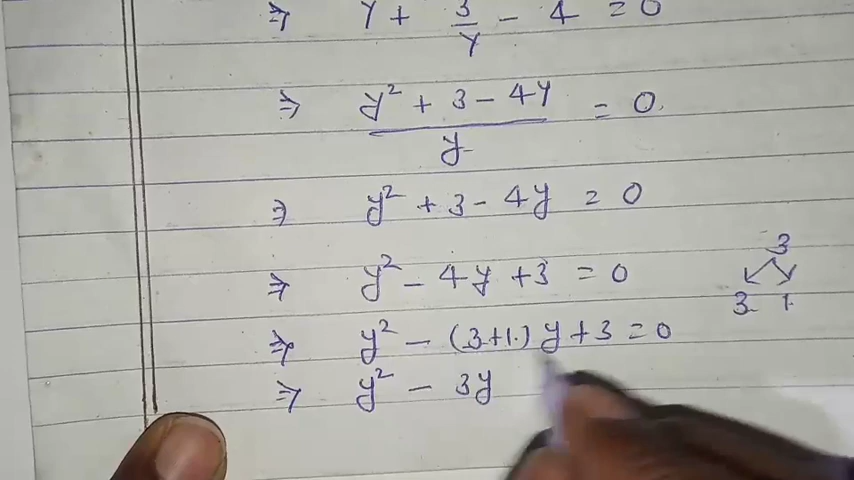 ⇒ y + 3/y - 4 = 0
⇒ (y² + 3 - 4y)/y = 0.
⇒ y² + 3 - 4y = 0
⇒ y² - 4y + 3 = 0
3
3 1
⇒ y² - (3+1) y + 3 = 0
⇒ y² - 3y